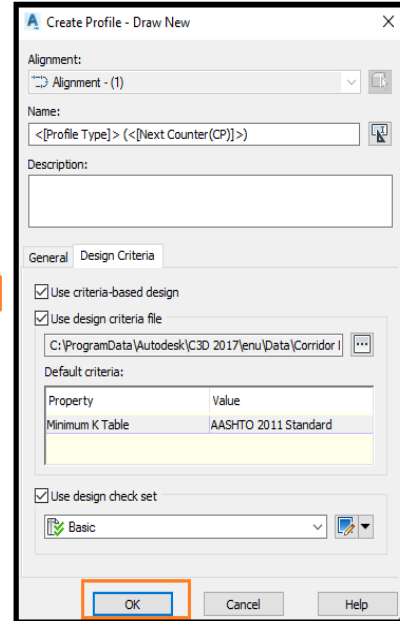 Create Profile - Draw New
Alignment:
Alignment - (1)
Name:
<[Profile Type]> (<[Next Counter(CP)]>)
Description:
General Design Criteria
Use criteria-based design
Use design criteria file
C:\ProgramData\Autodesk\C3D 2017\enu\Data\Corridor
Default criteria:
Property Value
Minimum K Table AASHTO 2011 Standard
Use design check set
Basic
OK Cancel Help